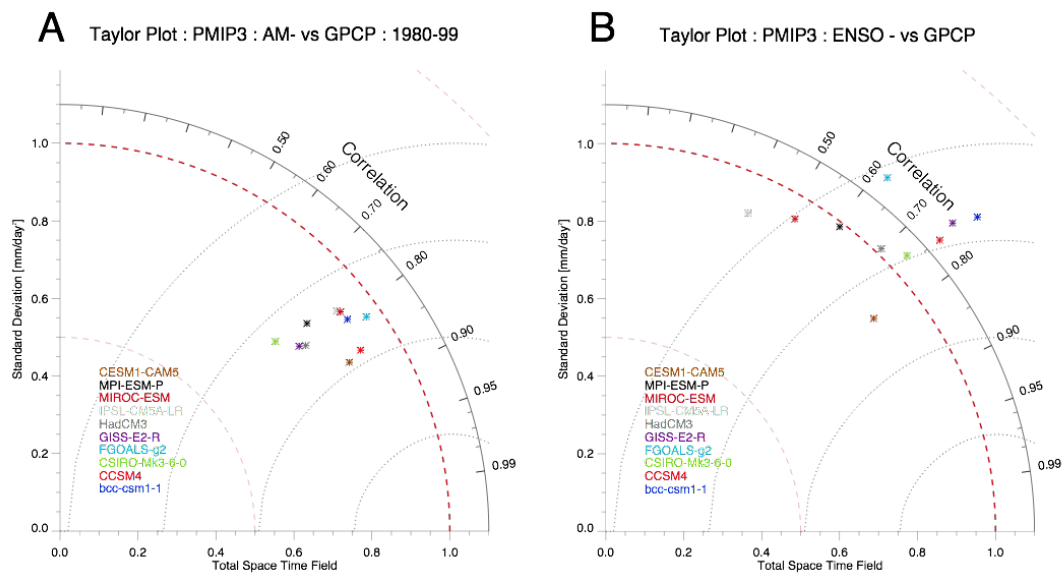 A
Taylor Plot : PMIP3 : AM- vs GPCP : 1980-99
Standard Deviation [mm/day]
1.0
0.8
0.6
0.4
0.2
0.0
0.50
0.60
0.70
0.80
0.90
0.95
0.99
Correlation
CESM1-CAM5
MPI-ESM-P
MIROC-ESM
IPSL-CM5A-LR
HadCM3
GISS-E2-R
FGOALS-g2
CSIRO-Mk3-6-0
CCSM4
bcc-csm1-1
0.0 0.2 0.4 0.6 0.8 1.0
Total Space Time Field
B
Taylor Plot : PMIP3 : ENSO - vs GPCP
Standard Deviation [mm/day]
1.0
0.8
0.6
0.4
0.2
0.0
0.50
0.60
0.70
0.80
0.90
0.95
0.99
Correlation
CESM1-CAM5
MPI-ESM-P
MIROC-ESM
IPSL-CM5A-LR
HadCM3
GISS-E2-R
FGOALS-g2
CSIRO-Mk3-6-0
CCSM4
bcc-csm1-1
0.0 0.2 0.4 0.6 0.8 1.0
Total Space Time Field